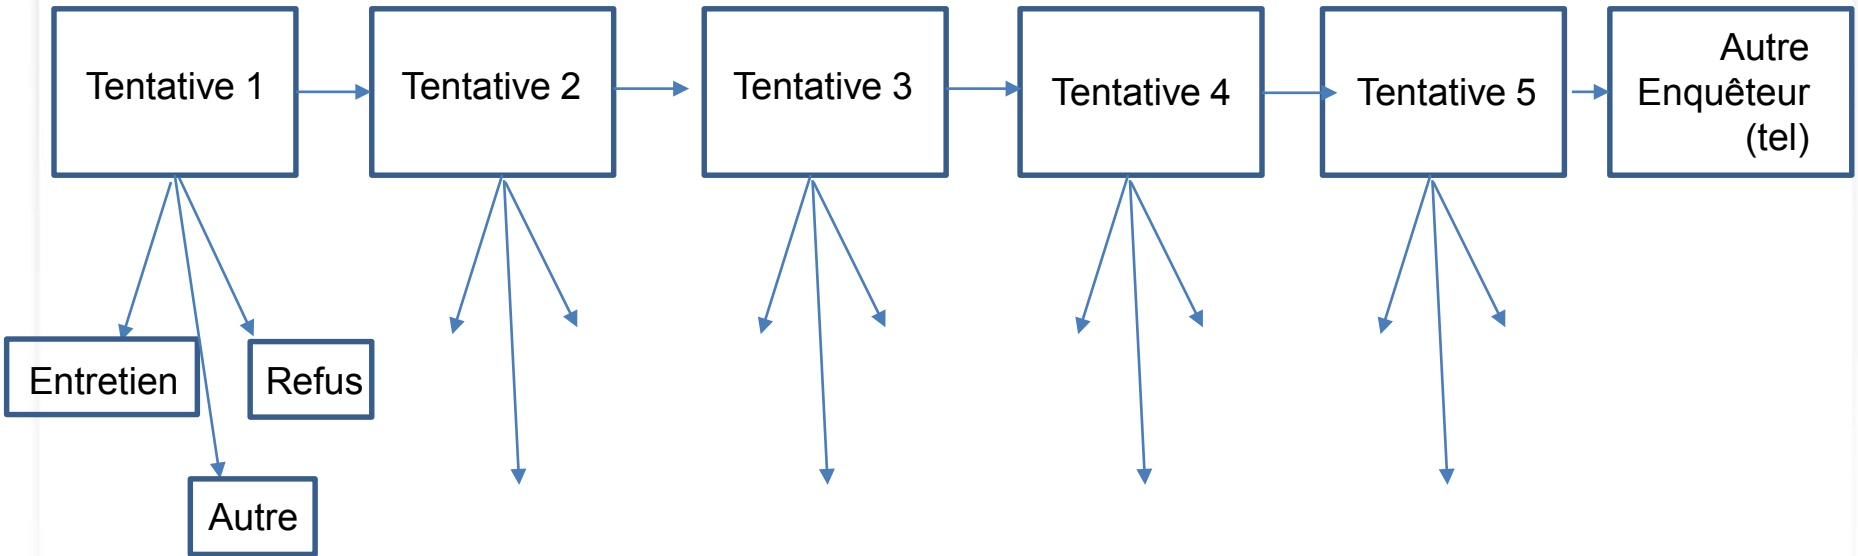 Tentative 1
Tentative 2
Tentative 3
Tentative 4
Tentative 5
Autre
Enquêteur
(tel)
Entretien
Refus
Autre